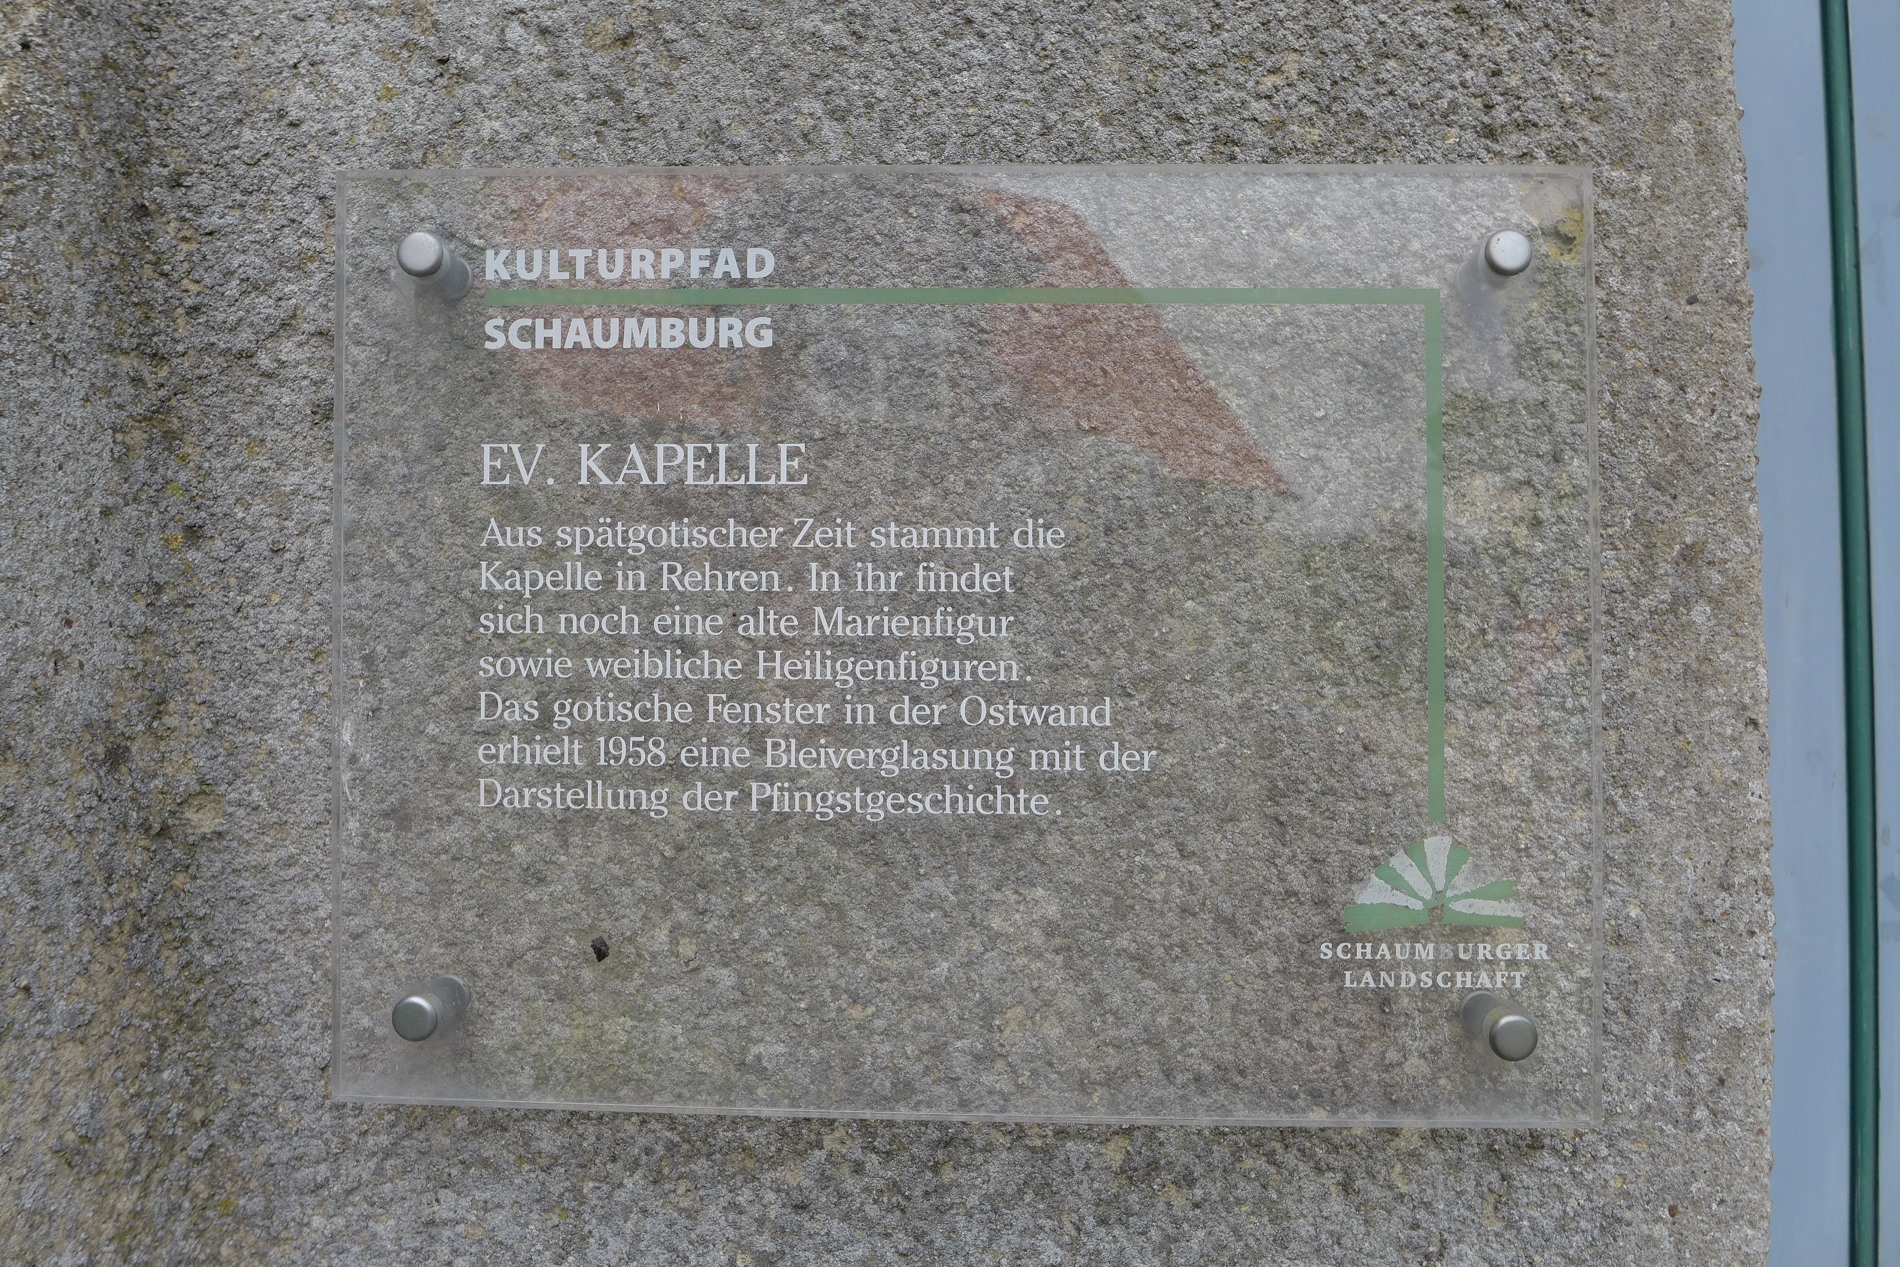 KULTURPFAD
SCHAUMBURG
EV. KAPELLE
Aus spätgotischer Zeit stammt die
Kapelle in Rehren. In ihr findet
sich noch eine alte Marienfigur
sowie weibliche Heiligenfiguren.
Das gotische Fenster in der Ostwand
erhielt 1958 eine Bleiverglasung mit der
Darstellung der Pfingstgeschichte.
SCHAUMBURGER
LANDSCHAFT